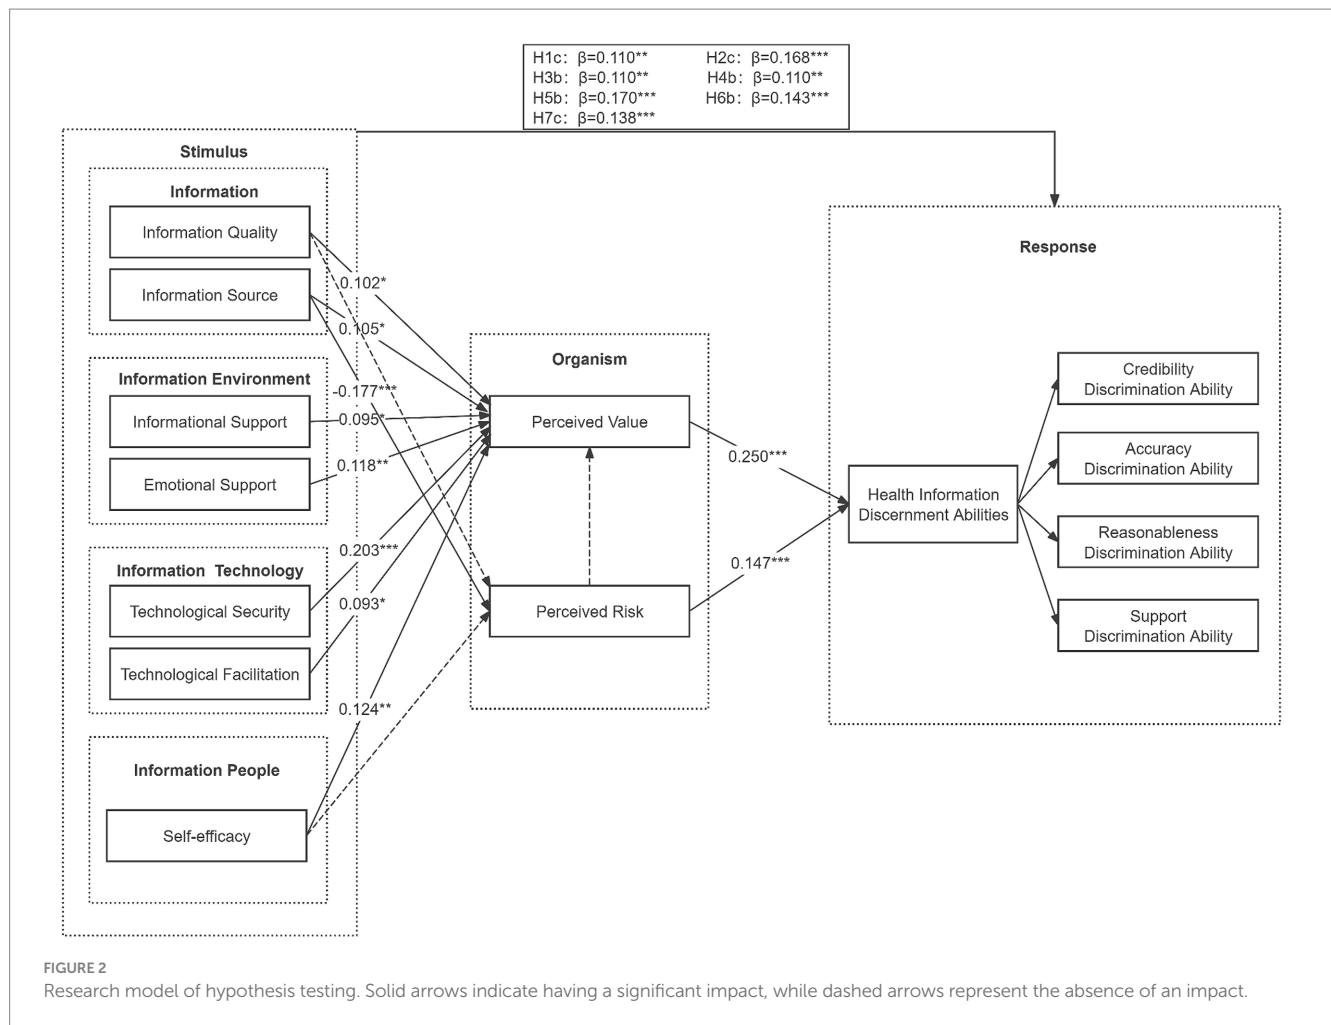 H1c: β=0.110** H2c: β=0.168***
H3b: β=0.110** H4b: β=0.110**
H5b: β=0.170*** H6b: β=0.143***
H7c: β=0.138***
Stimulus
Information
Information Quality
Information Source
Information Environment
Informational Support
Emotional Support
Information Technology
Technological Security
Technological Facilitation
Information People
Self-efficacy
0.102*
0.105*
-0.177***
0.095*
0.118**
0.203***
0.093*
0.124**
Organism
Perceived Value
Perceived Risk
0.250***
0.147***
Response
Health Information
Discernment Abilities
Credibility
Discrimination Ability
Accuracy
Discrimination Ability
Reasonableness
Discrimination Ability
Support
Discrimination Ability
FIGURE 2
Research model of hypothesis testing. Solid arrows indicate having a significant impact, while dashed arrows represent the absence of an impact.